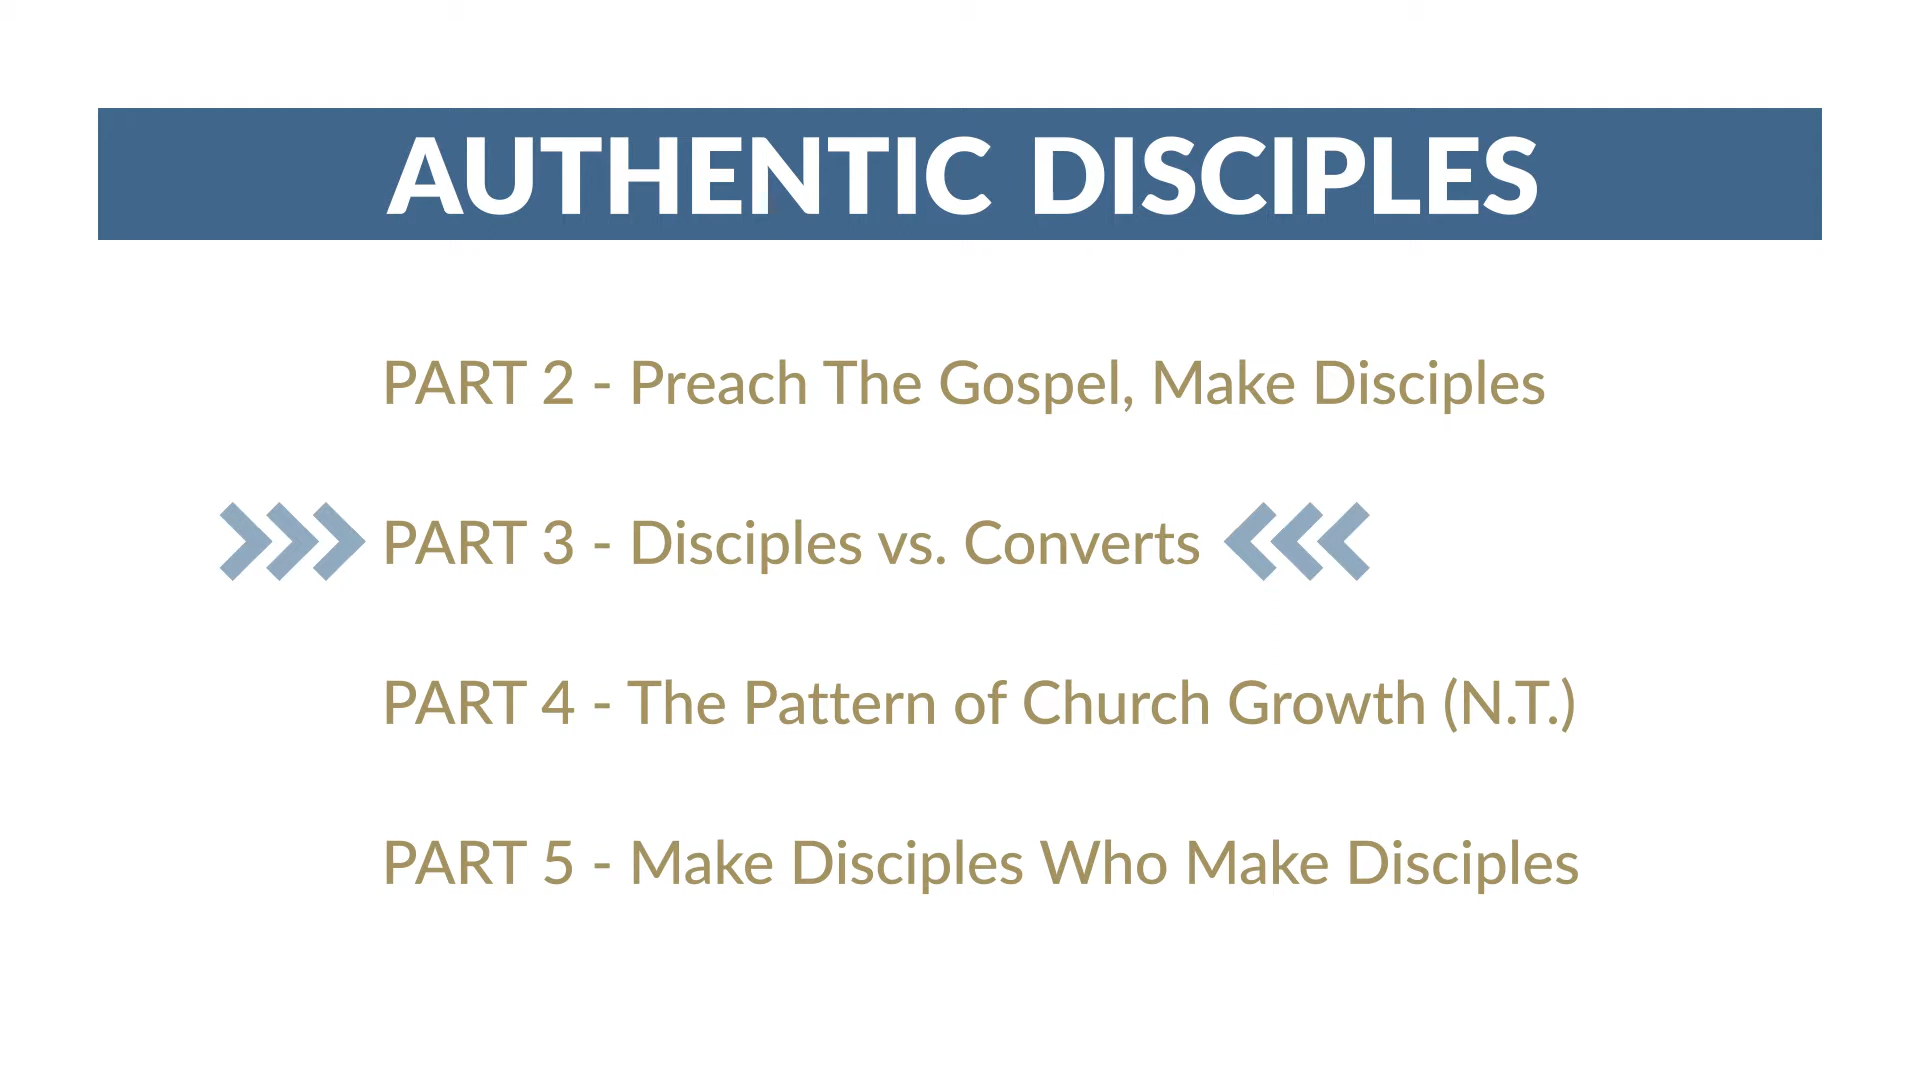 AUTHENTIC DISCIPLES
PART 2 - Preach The Gospel, Make Disciples
PART 3 - Disciples vs. Converts
PART 4 - The Pattern of Church Growth (N.T.)
PART 5 - Make Disciples Who Make Disciples